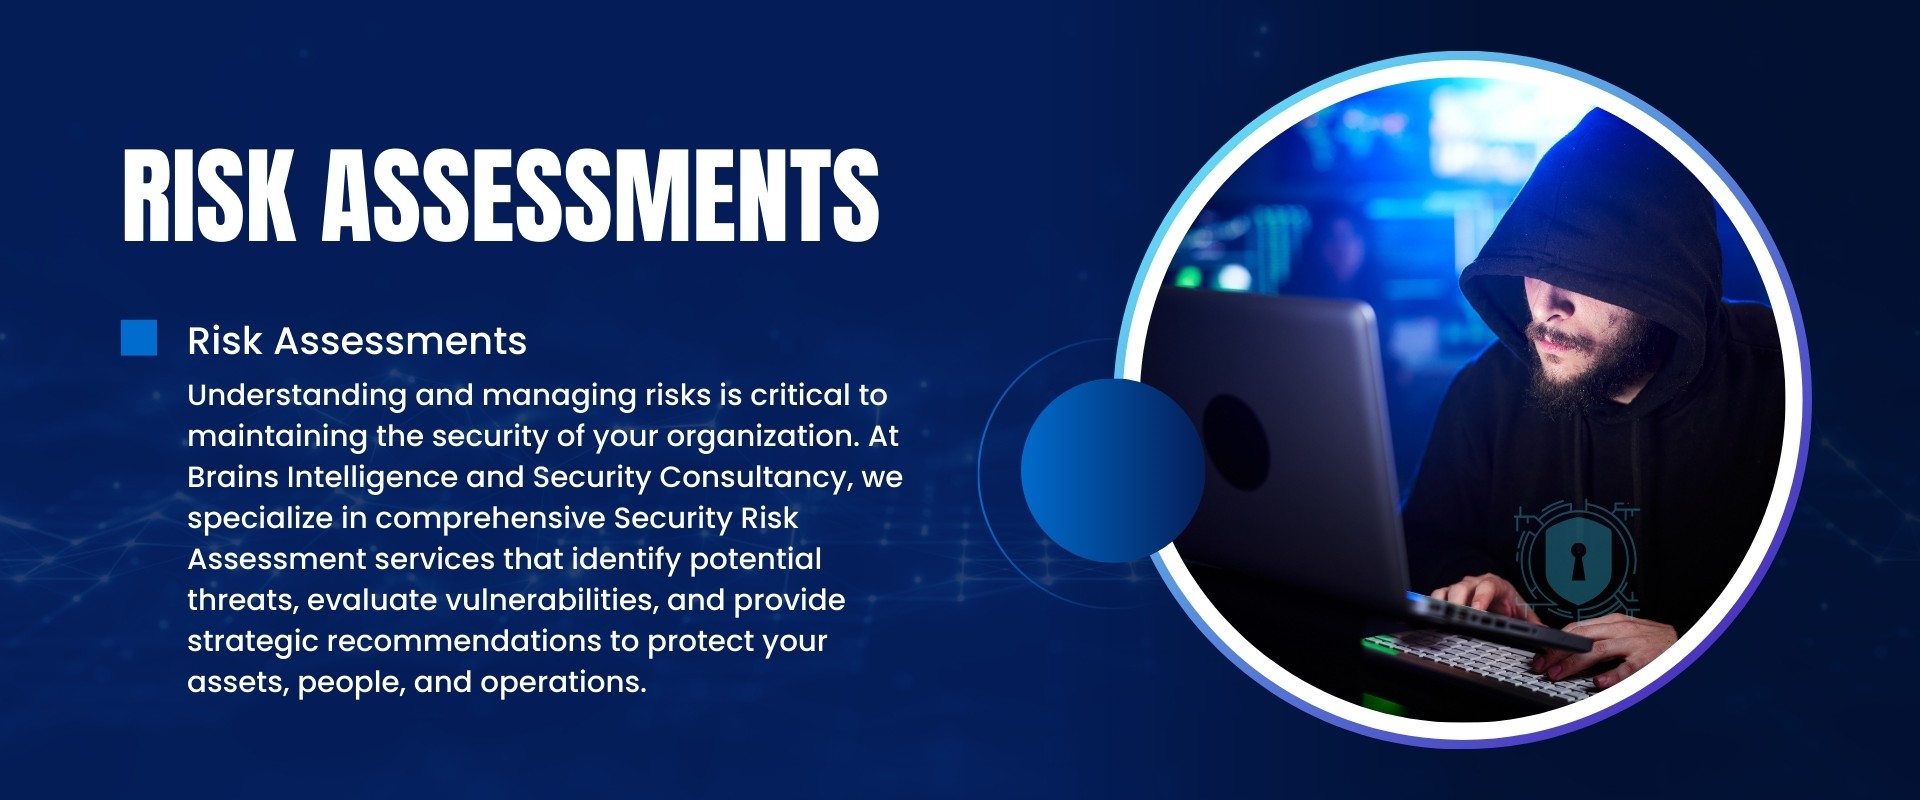 RISK ASSESSMENTS
Risk Assessments
Understanding and managing risks is critical to
maintaining the security of your organization. At
Brains Intelligence and Security Consultancy, we
specialize in comprehensive Security Risk
Assessment services that identify potential
threats, evaluate vulnerabilities, and provide
strategic recommendations to protect your
assets, people, and operations.